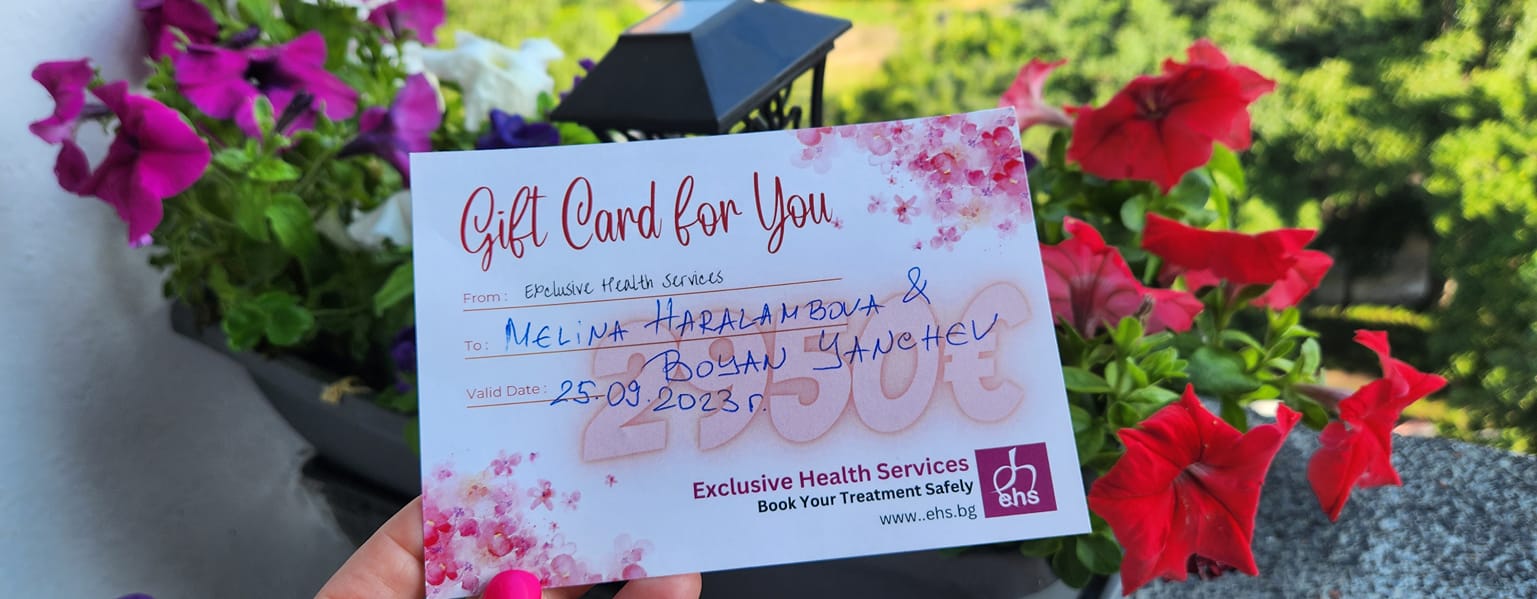 Gift Card for You
From : Exclusive Health Services
To : MELINA HARALAMBOVA &
BOYAN YANCHEV
Valid Date : 25.09.2023 г.
2950€
Exclusive Health Services
Book Your Treatment Safely
www..ehs.bg
ehs